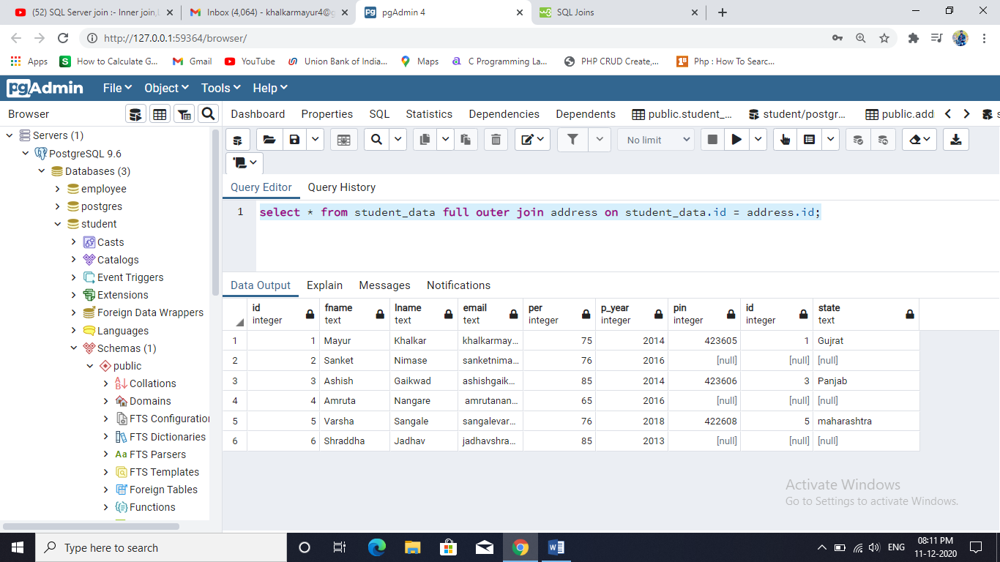 (52) SQL Server join :- Inner join,L
Inbox (4,064) - khalkarmayur4@g
pgAdmin 4
SQL Joins
http://127.0.0.1:59364/browser/
Apps
How to Calculate G...
Gmail
YouTube
Union Bank of India...
Maps
C Programming La...
PHP CRUD Create,...
Php : How To Searc...
pgAdmin File Object Tools Help
Browser
Dashboard Properties SQL Statistics Dependencies Dependents public.student_... student/postgr... public.add s
Servers (1)
PostgreSQL 9.6
Databases (3)
employee
postgres
student
Casts
Catalogs
Event Triggers
Extensions
Foreign Data Wrappers
Languages
Schemas (1)
public
Collations
Domains
FTS Configuration
FTS Dictionaries
Aa FTS Parsers
FTS Templates
Foreign Tables
Functions
No limit
Query Editor Query History
1 select * from student_data full outer join address on student_data.id = address.id;
Data Output Explain Messages Notifications
id fname lname email per p_year pin id state
integer text text text integer integer integer integer text
1 1 Mayur Khalkar khalkarmay... 75 2014 423605 1 Gujrat
2 2 Sanket Nimase sanketnima... 76 2016 [null] [null] [null]
3 3 Ashish Gaikwad ashishgaik... 85 2014 423606 3 Panjab
4 4 Amruta Nangare amrutanan... 65 2016 [null] [null] [null]
5 5 Varsha Sangale sangalevar... 76 2018 422608 5 maharashtra
6 6 Shraddha Jadhav jadhavshra... 85 2013 [null] [null] [null]
Activate Windows
Go to Settings to activate Windows.
Type here to search
ENG
08:11 PM
11-12-2020